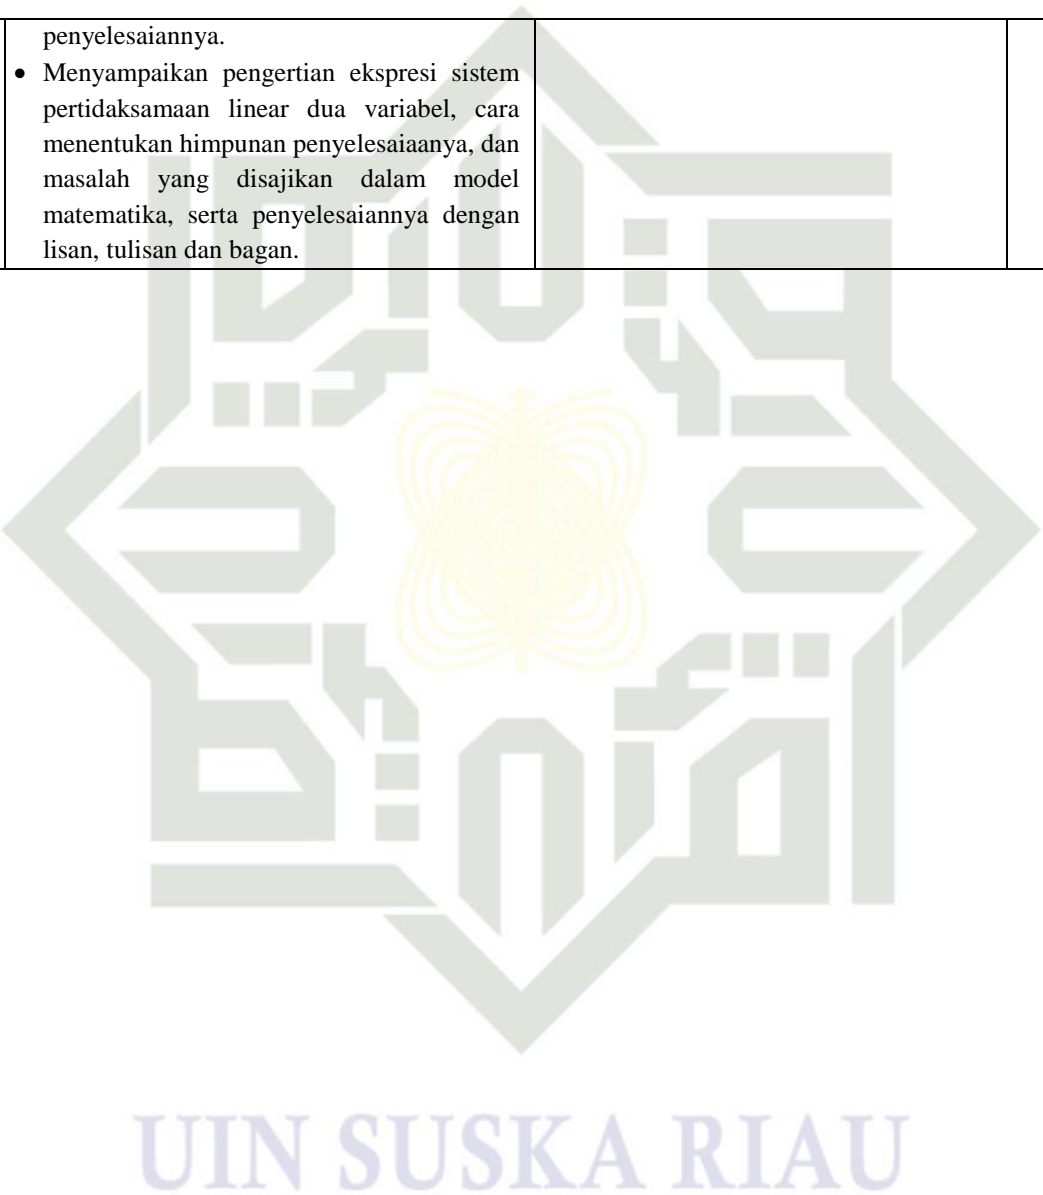 penyelesaiannya.
• Menyampaikan pengertian ekspresi sistem
pertidaksamaan linear dua variabel, cara
menentukan himpunan penyelesaiaanya, dan
masalah yang disajikan dalam model
matematika, serta penyelesaiannya dengan
lisan, tulisan dan bagan.
UIN SUSKA RIAU